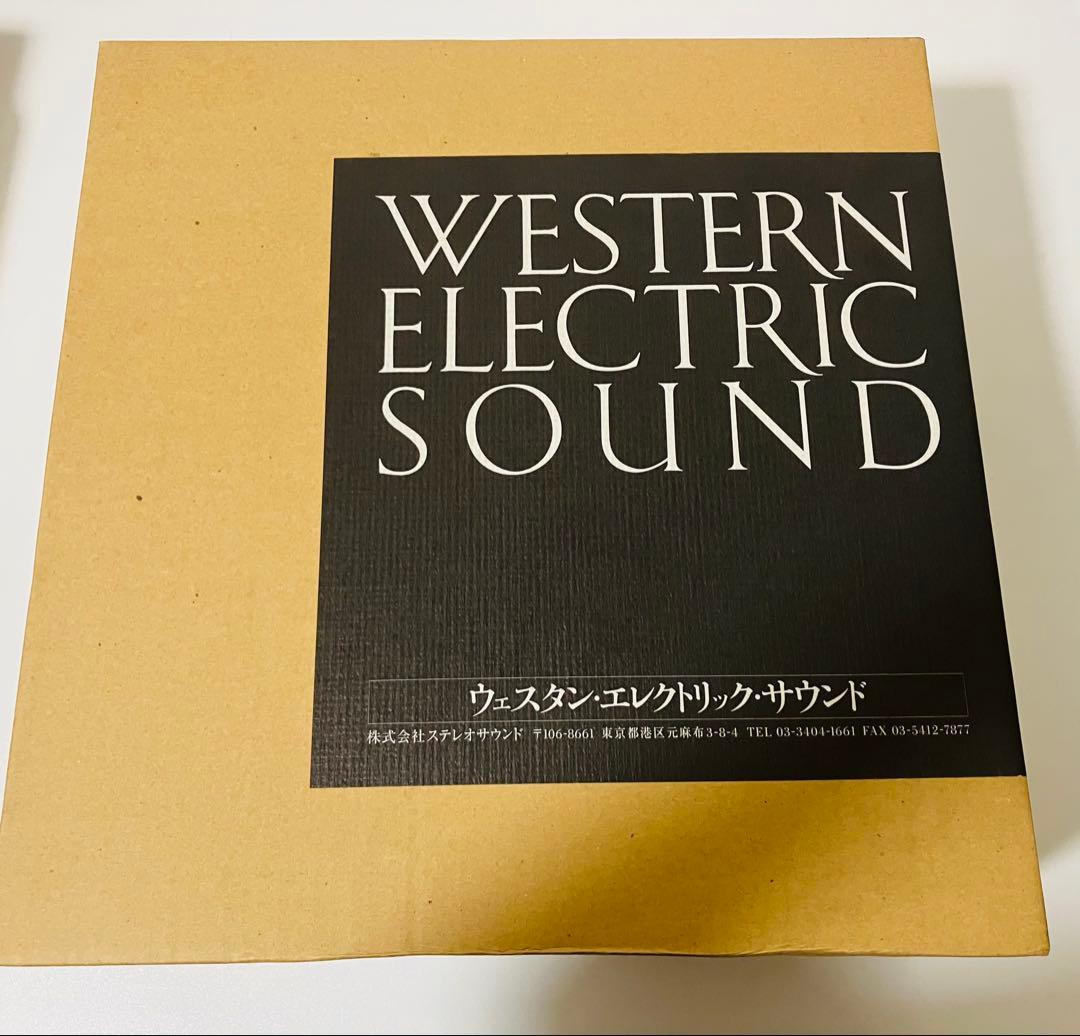 WESTERN
ELECTRIC
SOUND
ウェスタン・エレクトリック・サウンド
株式会社ステレオサウンド 〒106-8661 東京都港区元麻布3-8-4 TEL 03-3404-1661 FAX 03-5412-7877